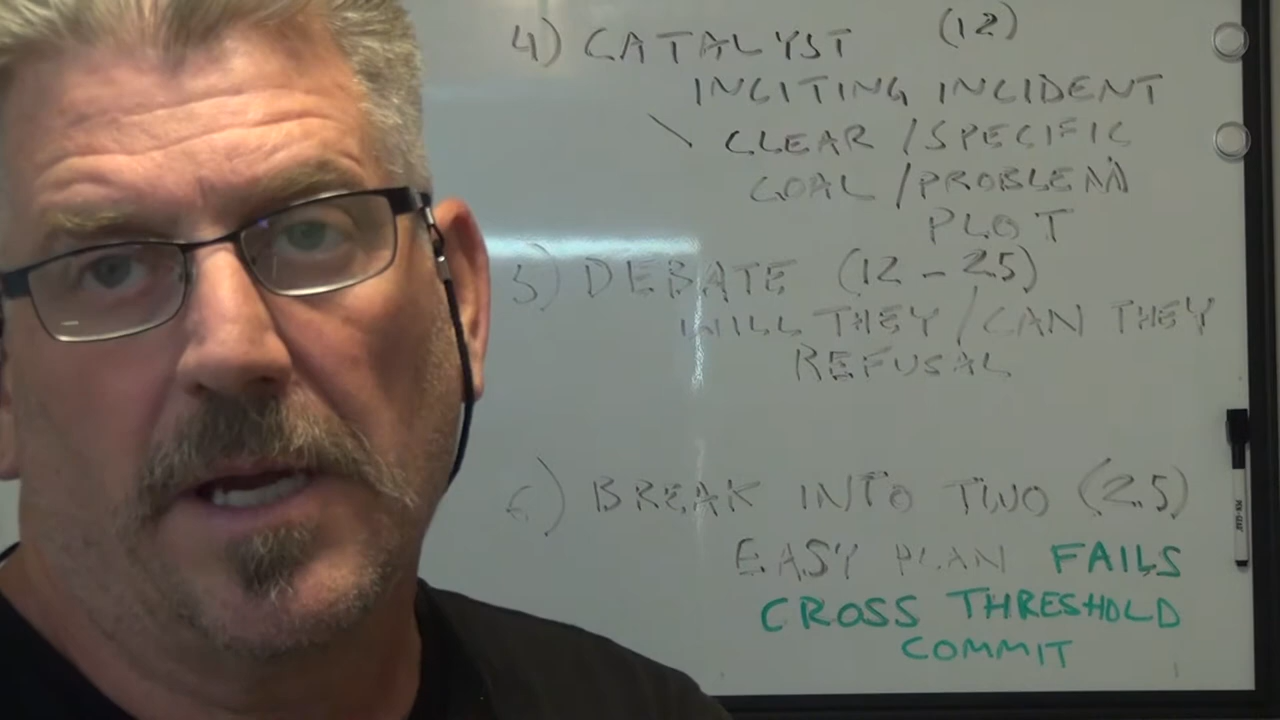 4) CATALYST (12)
INCITING INCIDENT
\ CLEAR / SPECIFIC
GOAL / PROBLEM
PLOT
5) DEBATE (12 - 25)
WILL THEY / CAN THEY
REFUSAL
6) BREAK INTO TWO (25)
EASY PLAN FAILS
CROSS THRESHOLD
COMMIT